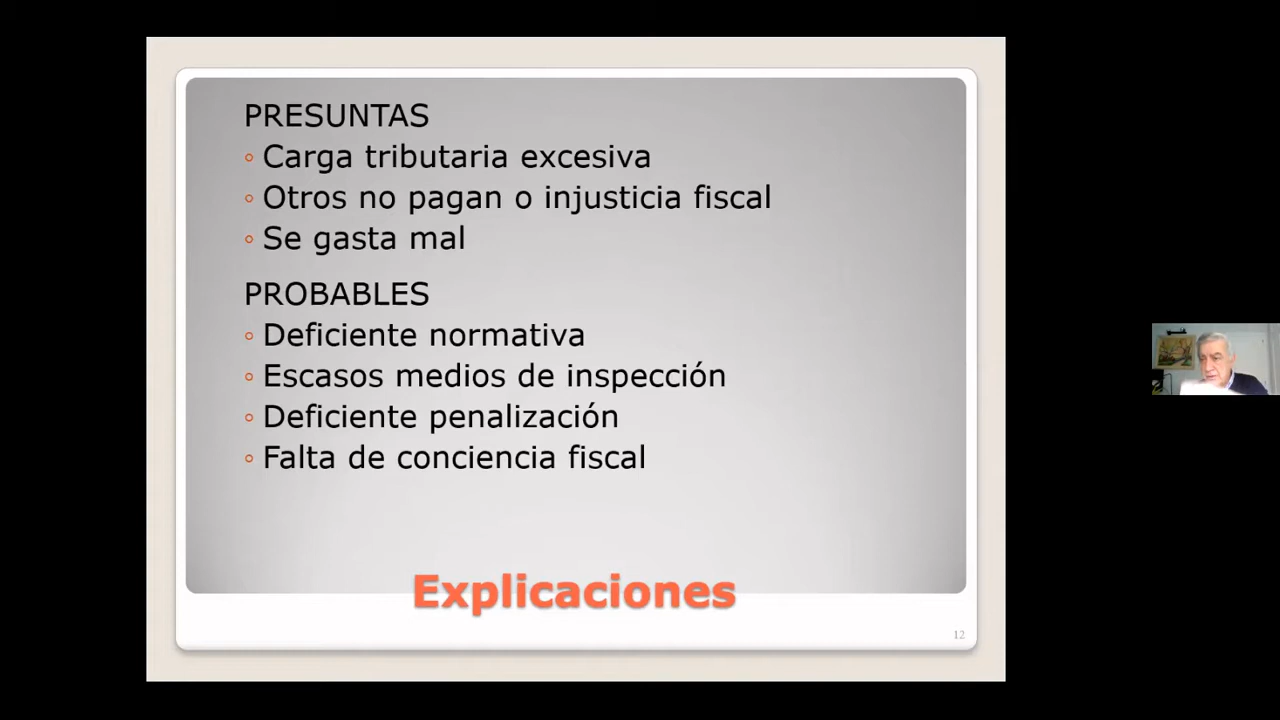 PRESUNTAS
◦ Carga tributaria excesiva
◦ Otros no pagan o injusticia fiscal
◦ Se gasta mal
PROBABLES
◦ Deficiente normativa
◦ Escasos medios de inspección
◦ Deficiente penalización
◦ Falta de conciencia fiscal
Explicaciones
12